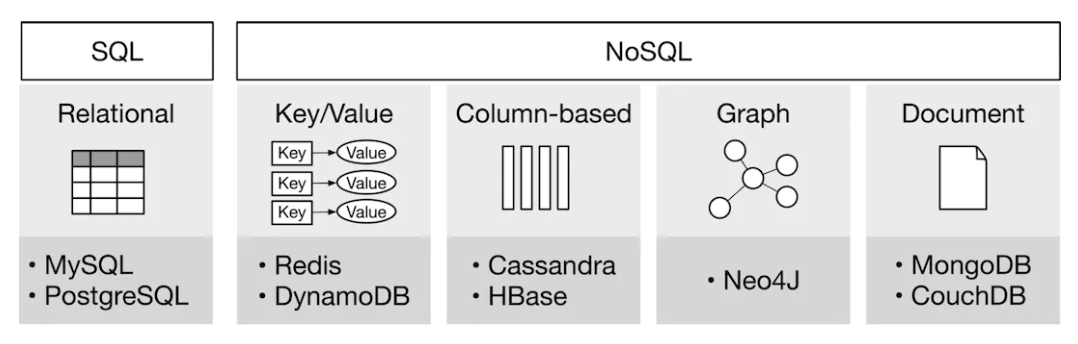 SQL
NoSQL
Relational
Key/Value
Column-based
Graph
Document
Key
Value
Key
Value
Key
Value
• MySQL
• PostgreSQL
• Redis
• DynamoDB
• Cassandra
• HBase
• Neo4J
• MongoDB
• CouchDB